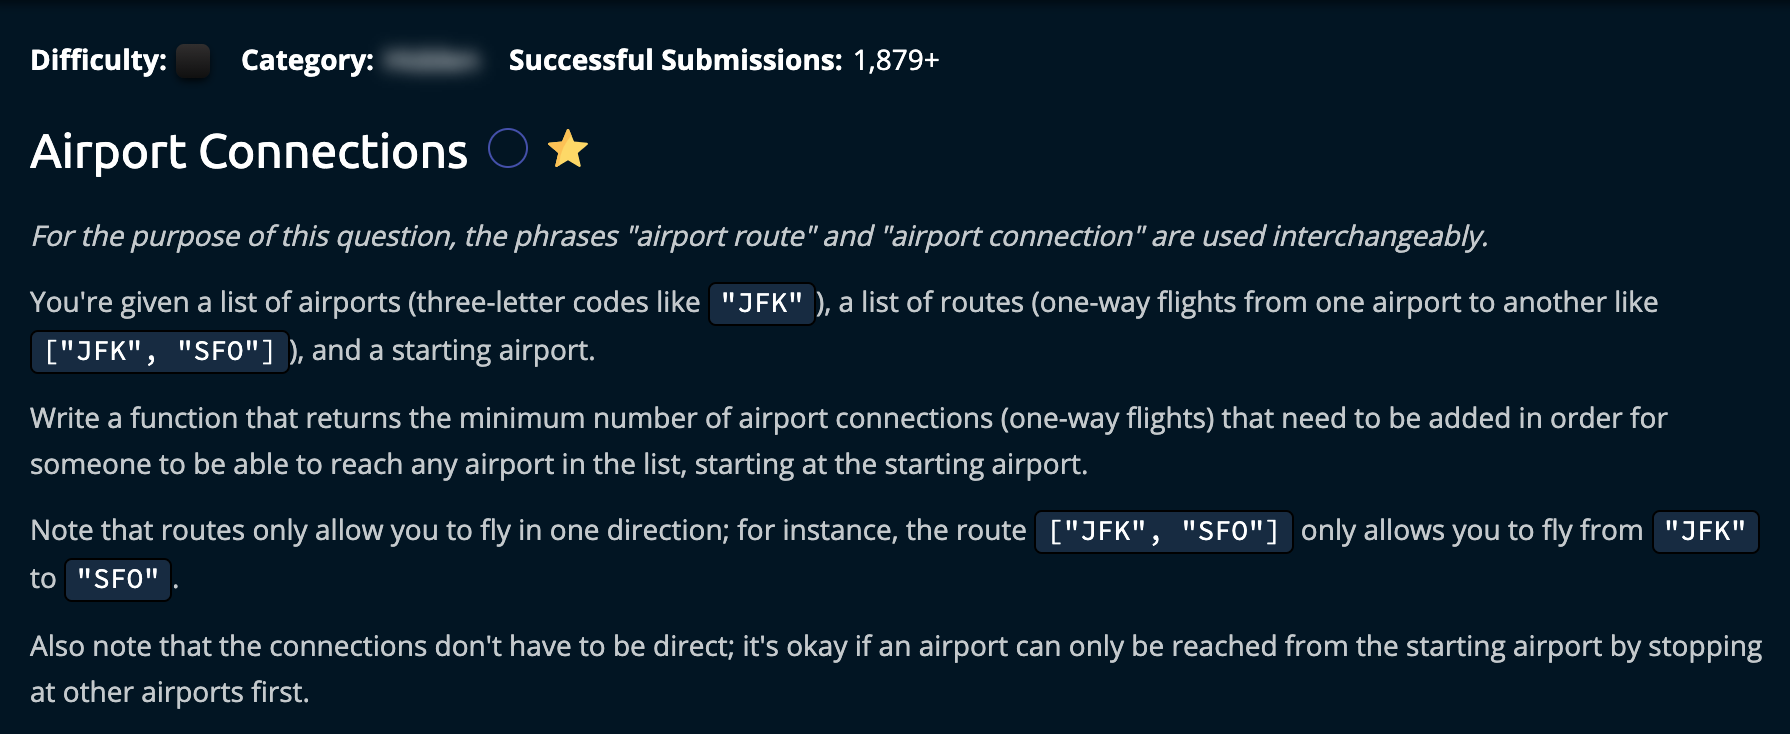 Difficulty: Category: Successful Submissions: 1,879+
Airport Connections
For the purpose of this question, the phrases "airport route" and "airport connection" are used interchangeably.
You're given a list of airports (three-letter codes like "JFK"), a list of routes (one-way flights from one airport to another like
["JFK", "SFO"]), and a starting airport.
Write a function that returns the minimum number of airport connections (one-way flights) that need to be added in order for
someone to be able to reach any airport in the list, starting at the starting airport.
Note that routes only allow you to fly in one direction; for instance, the route ["JFK", "SFO"] only allows you to fly from "JFK"
to "SFO".
Also note that the connections don't have to be direct; it's okay if an airport can only be reached from the starting airport by stopping
at other airports first.